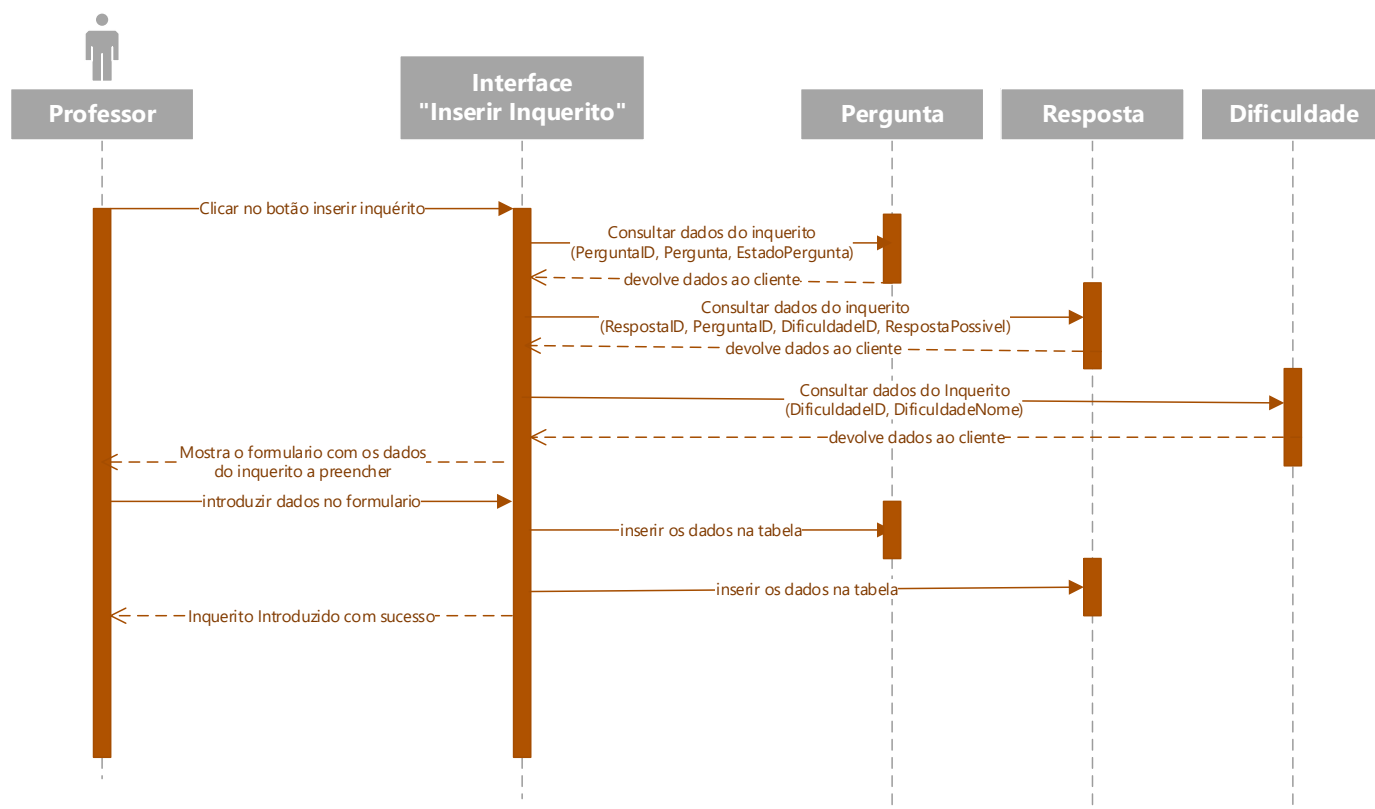 Professor
Interface
"Inserir Inquerito"
Pergunta
Resposta
Dificuldade
Clicar no botão inserir inquérito
Consultar dados do inquerito
(PerguntaID, Pergunta, EstadoPergunta)
devolve dados ao cliente
Consultar dados do inquerito
(RespostaID, PerguntaID, DificuldadeID, RespostaPossivel)
devolve dados ao cliente
Consultar dados do Inquerito
(DificuldadeID, DificuldadeNome)
devolve dados ao cliente
Mostra o formulario com os dados
do inquerito a preencher
introduzir dados no formulario
inserir os dados na tabela
inserir os dados na tabela
Inquerito Introduzido com sucesso